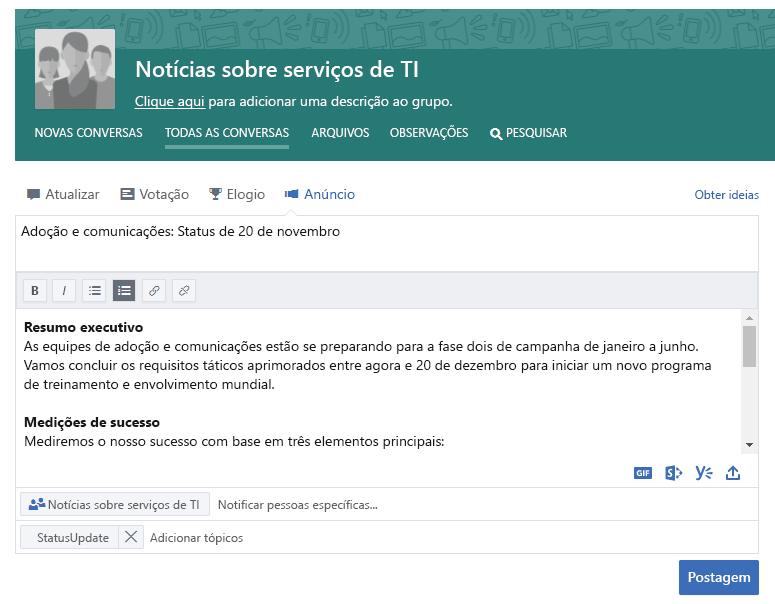 Notícias sobre serviços de TI
Clique aqui para adicionar uma descrição ao grupo.
NOVAS CONVERSAS TODAS AS CONVERSAS ARQUIVOS OBSERVAÇÕES PESQUISAR
Atualizar Votação Elogio Anúncio Obter ideias
Adoção e comunicações: Status de 20 de novembro
B I
Resumo executivo
As equipes de adoção e comunicações estão se preparando para a fase dois de campanha de janeiro a junho.
Vamos concluir os requisitos táticos aprimorados entre agora e 20 de dezembro para iniciar um novo programa
de treinamento e envolvimento mundial.
Medições de sucesso
Mediremos o nosso sucesso com base em três elementos principais:
GIF
Notícias sobre serviços de TI Notificar pessoas específicas...
StatusUpdate Adicionar tópicos
Postagem